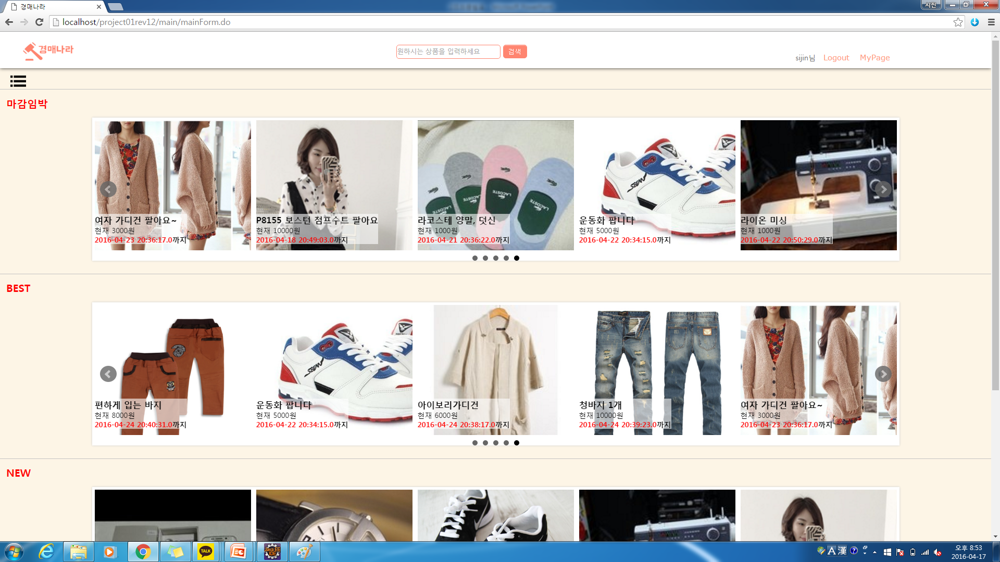 경매나라
시진
localhost/project01rev12/main/mainForm.do
경매나라
원하시는 상품을 입력하세요
검색
sijin님 Logout MyPage
마감임박
여자 가디건 팔아요~
현재 3000원
2016-04-23 20:36:17.0까지
P8155 보스턴 점프수트 팔아요
현재 10000원
2016-04-18 20:49:03.0까지
LACOSTE
LACOSTE
라코스테 양말, 덧신
현재 1000원
2016-04-21 20:36:22.0까지
SBENN
운동화 팝니다
현재 5000원
2016-04-22 20:34:15.0까지
라이온 미싱
현재 1000원
2016-04-22 20:50:29.0까지
BEST
편하게 입는 바지
현재 8000원
2016-04-24 20:40:31.0까지
SBENN
운동화 팝니다
현재 5000원
2016-04-22 20:34:15.0까지
아이보리가디건
현재 6000원
2016-04-24 20:38:17.0까지
청바지 1개
현재 10000원
2016-04-24 20:39:23.0까지
여자 가디건 팔아요~
현재 3000원
2016-04-23 20:36:17.0까지
NEW
TALK
Java EE
IDE
A 漢
오후 8:53
2016-04-17